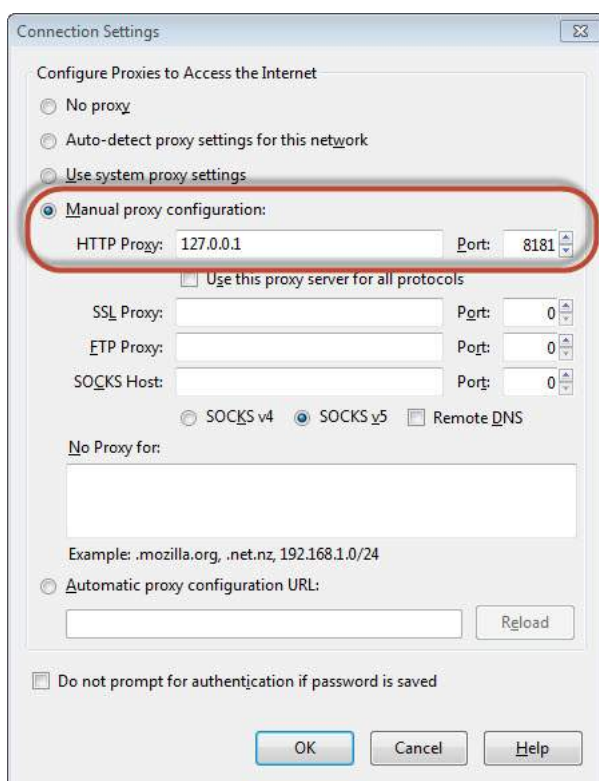 Connection Settings
Configure Proxies to Access the Internet
No proxy
Auto-detect proxy settings for this network
Use system proxy settings
Manual proxy configuration:
HTTP Proxy: 127.0.0.1 Port: 8181
Use this proxy server for all protocols
SSL Proxy: Port: 0
FTP Proxy: Port: 0
SOCKS Host: Port: 0
SOCKS v4 SOCKS v5 Remote DNS
No Proxy for:
Example: .mozilla.org, .net.nz, 192.168.1.0/24
Automatic proxy configuration URL:
Reload
Do not prompt for authentication if password is saved
OK Cancel Help